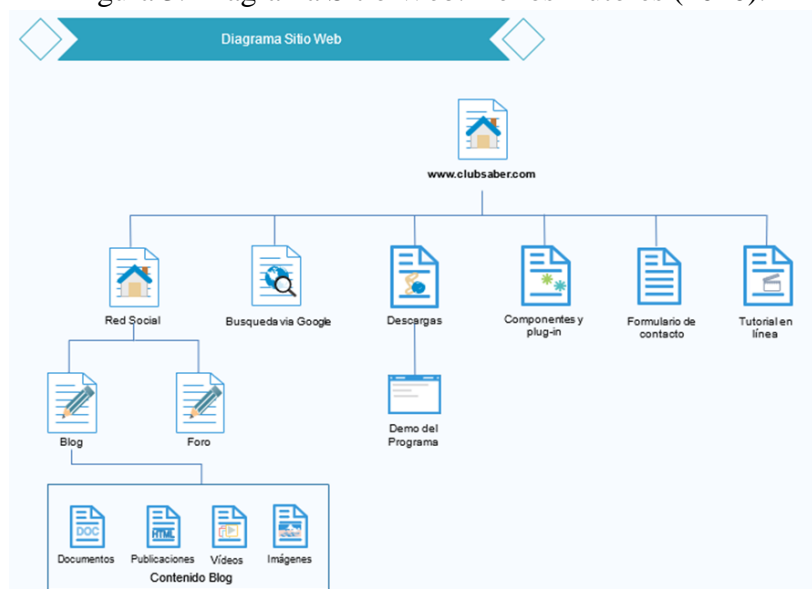 Diagrama Sitio Web
www.clubsaber.com
Red Social
Busqueda via Google
Descargas
Componentes y
plug-in
Formulario de
contacto
Tutorial en
línea
Blog
Foro
Demo del
Programa
DOC
HTML
Documentos
Publicaciones
Vídeos
Imágenes
Contenido Blog